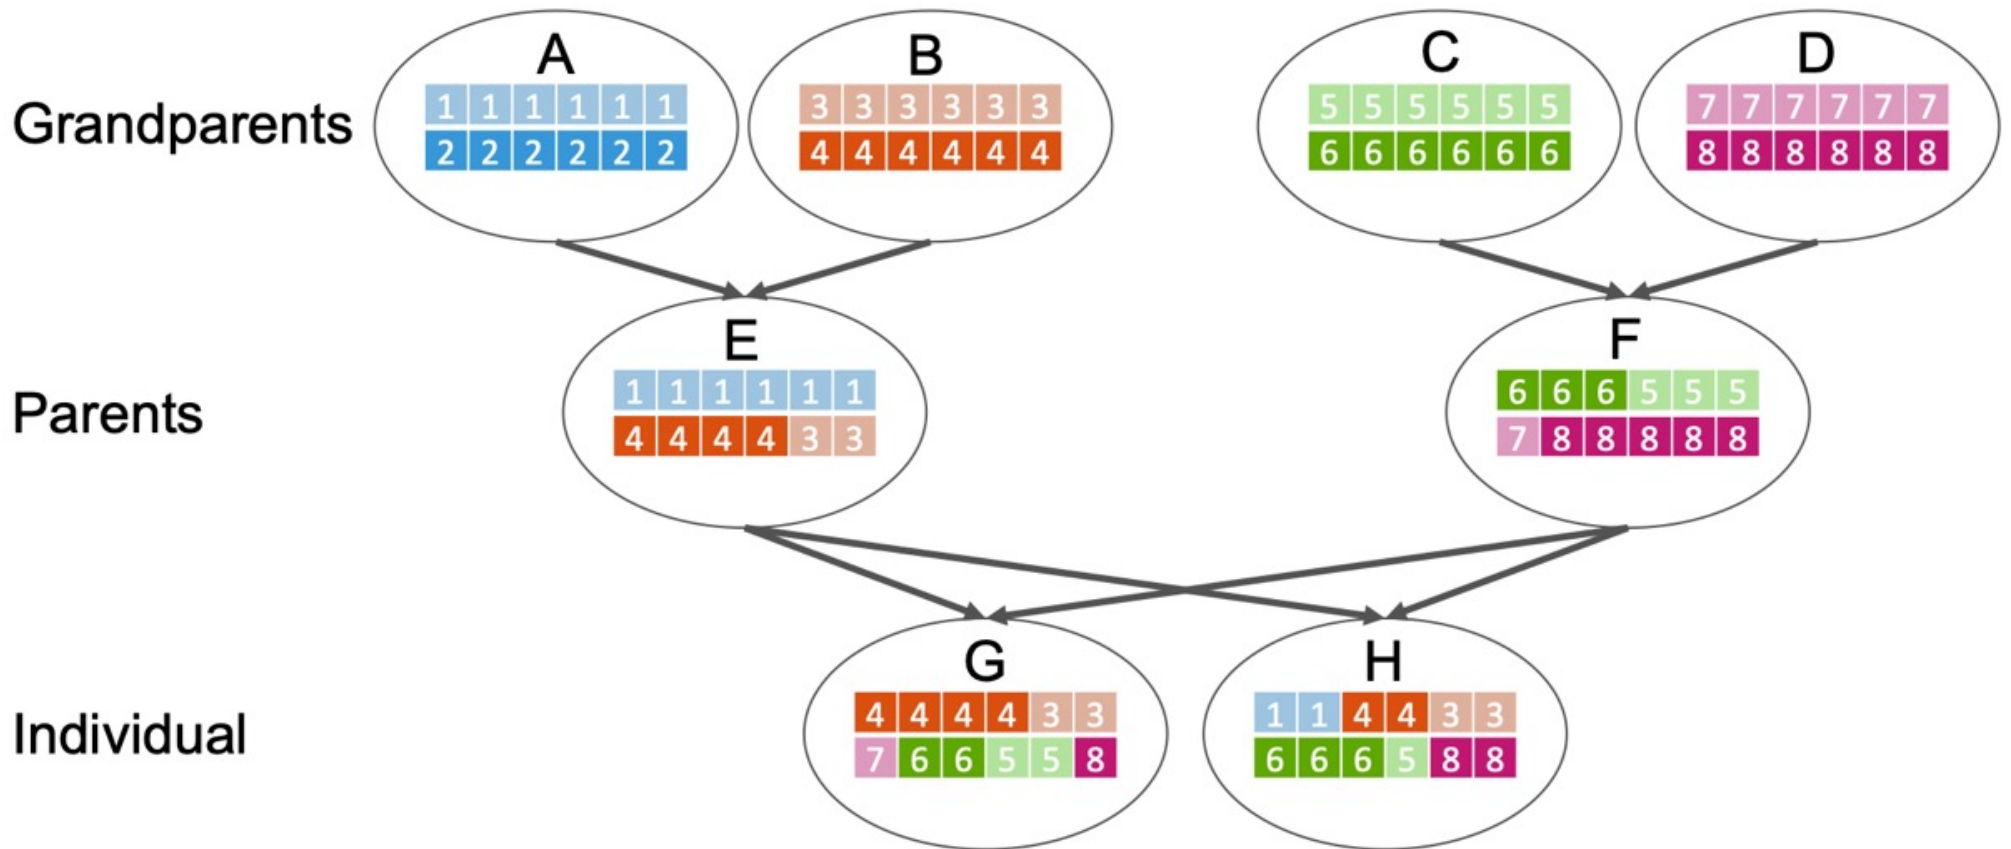 A
B
C
D
Grandparents
1 1 1 1 1 1
2 2 2 2 2 2
3 3 3 3 3 3
4 4 4 4 4 4
5 5 5 5 5 5
6 6 6 6 6 6
7 7 7 7 7 7
8 8 8 8 8 8
E
F
Parents
1 1 1 1 1 1
4 4 4 4 3 3
6 6 6 5 5 5
7 8 8 8 8 8
G
H
Individual
4 4 4 4 3 3
7 6 6 5 5 8
1 1 4 4 3 3
6 6 6 5 8 8